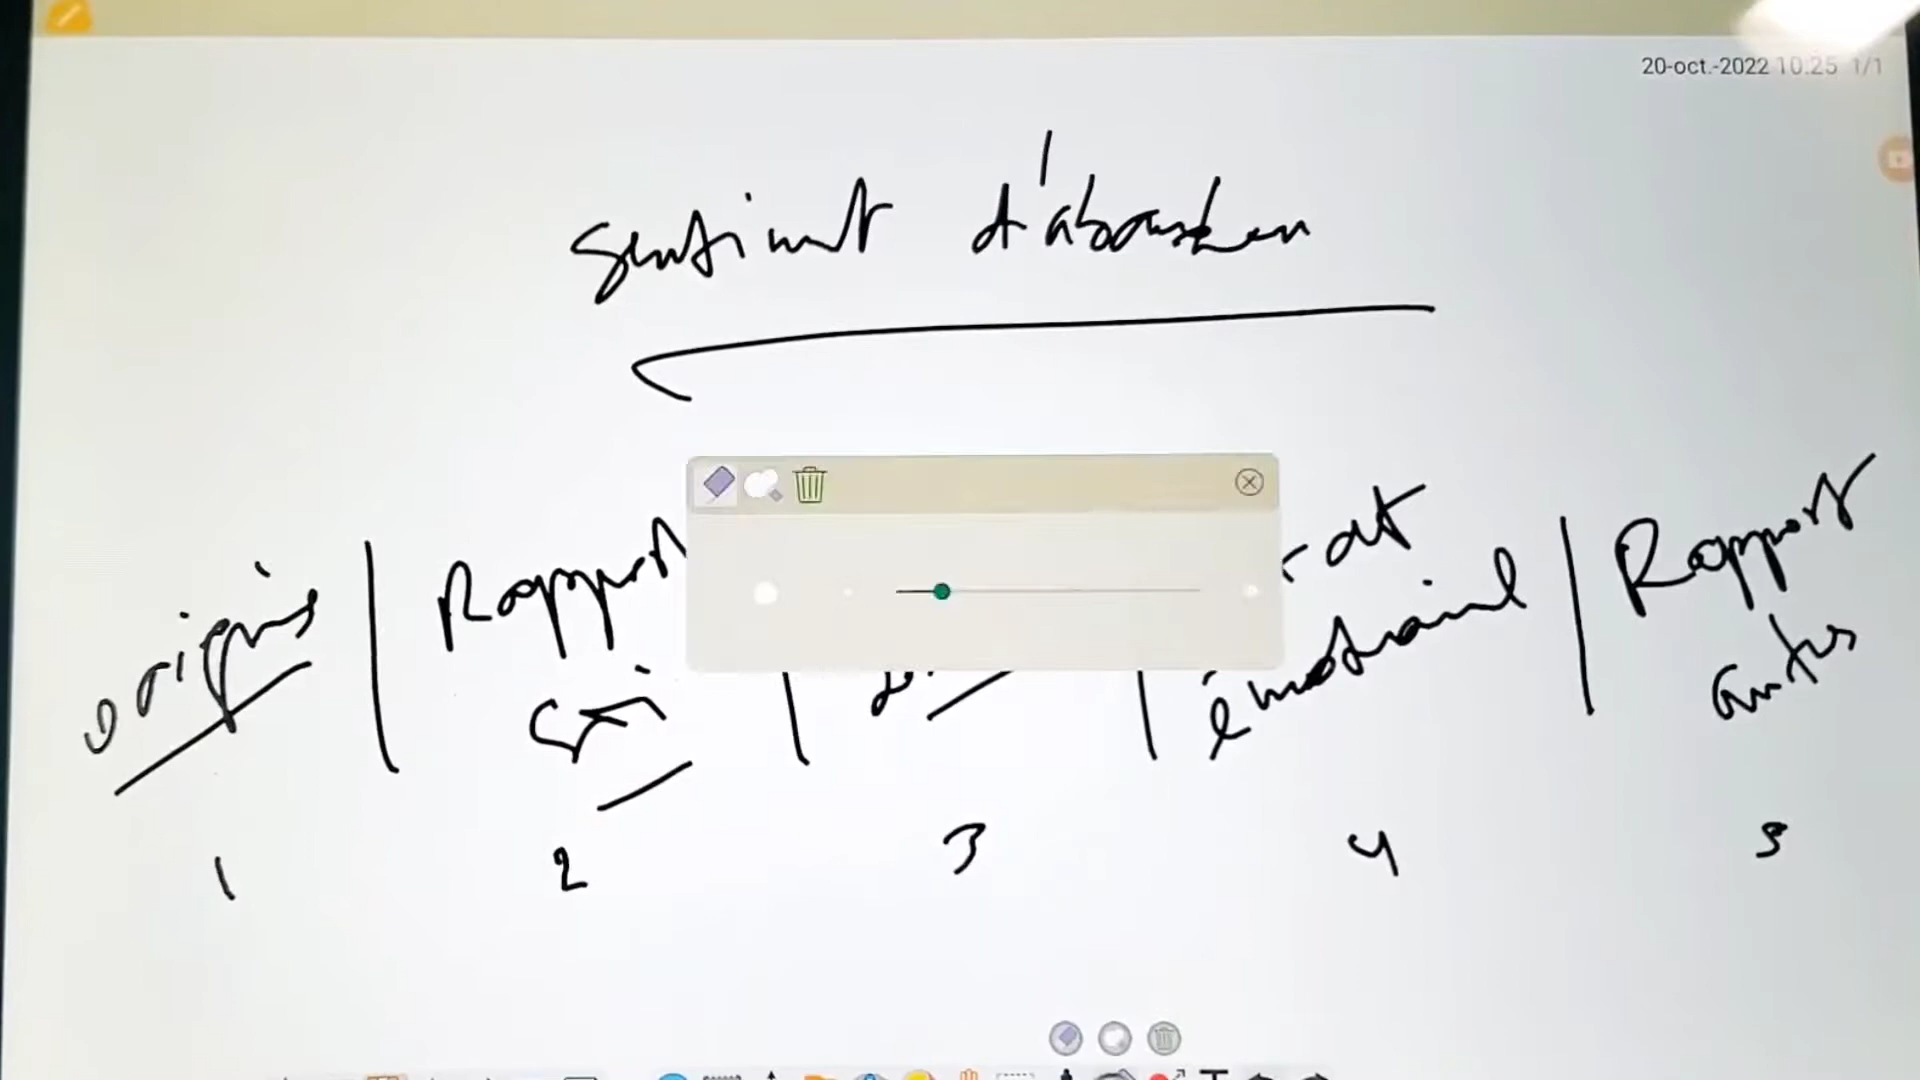 20-oct.-2022 10:25 1/1
sentiment d'abandon
origines
Rapport
soi
état
émotionnel
Rapport
autres
1
2
3
4
5